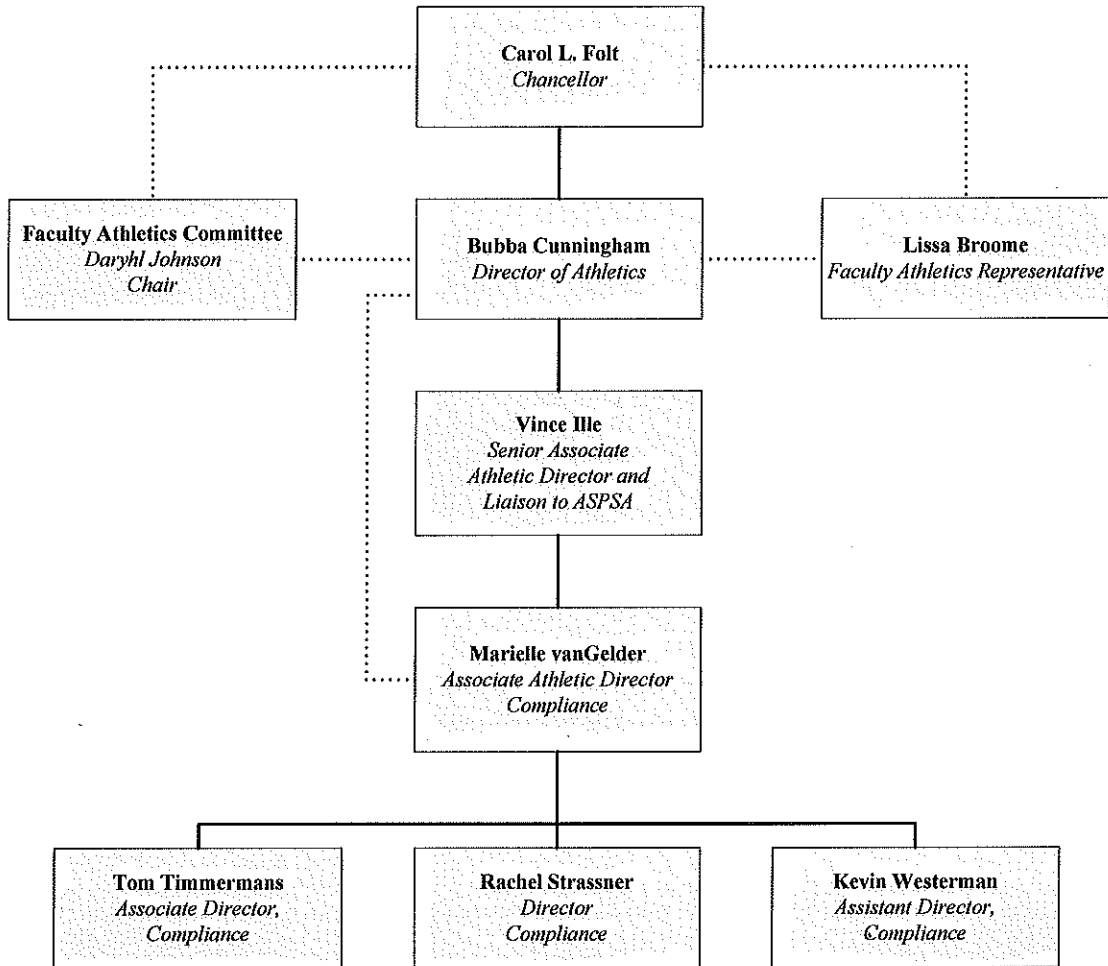 Carol L. Folt
Chancellor
Faculty Athletics Committee
Daryhl Johnson
Chair
Bubba Cunningham
Director of Athletics
Lissa Broome
Faculty Athletics Representative
Vince Ille
Senior Associate
Athletic Director and
Liaison to ASPSA
Marielle vanGelder
Associate Athletic Director
Compliance
Tom Timmermans
Associate Director,
Compliance
Rachel Strassner
Director
Compliance
Kevin Westerman
Assistant Director,
Compliance